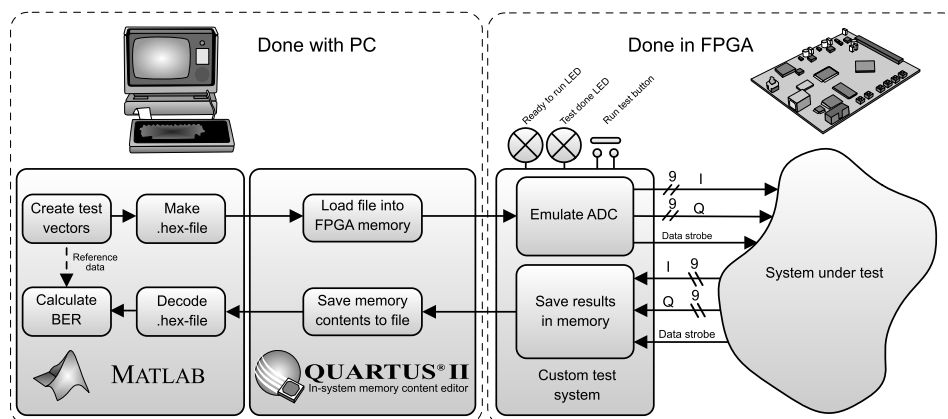 Done with PC
Done in FPGA
Ready to run LED
Test done LED
Run test button
Create test
vectors
Make
.hex-file
Load file into
FPGA memory
Emulate ADC
9 I
9 Q
Data strobe
Reference
data
System under test
I 9
Q 9
Data strobe
Calculate
BER
Decode
.hex-file
Save memory
contents to file
Save results
in memory
MATLAB
QUARTUS® II
In-system memory content editor
Custom test
system